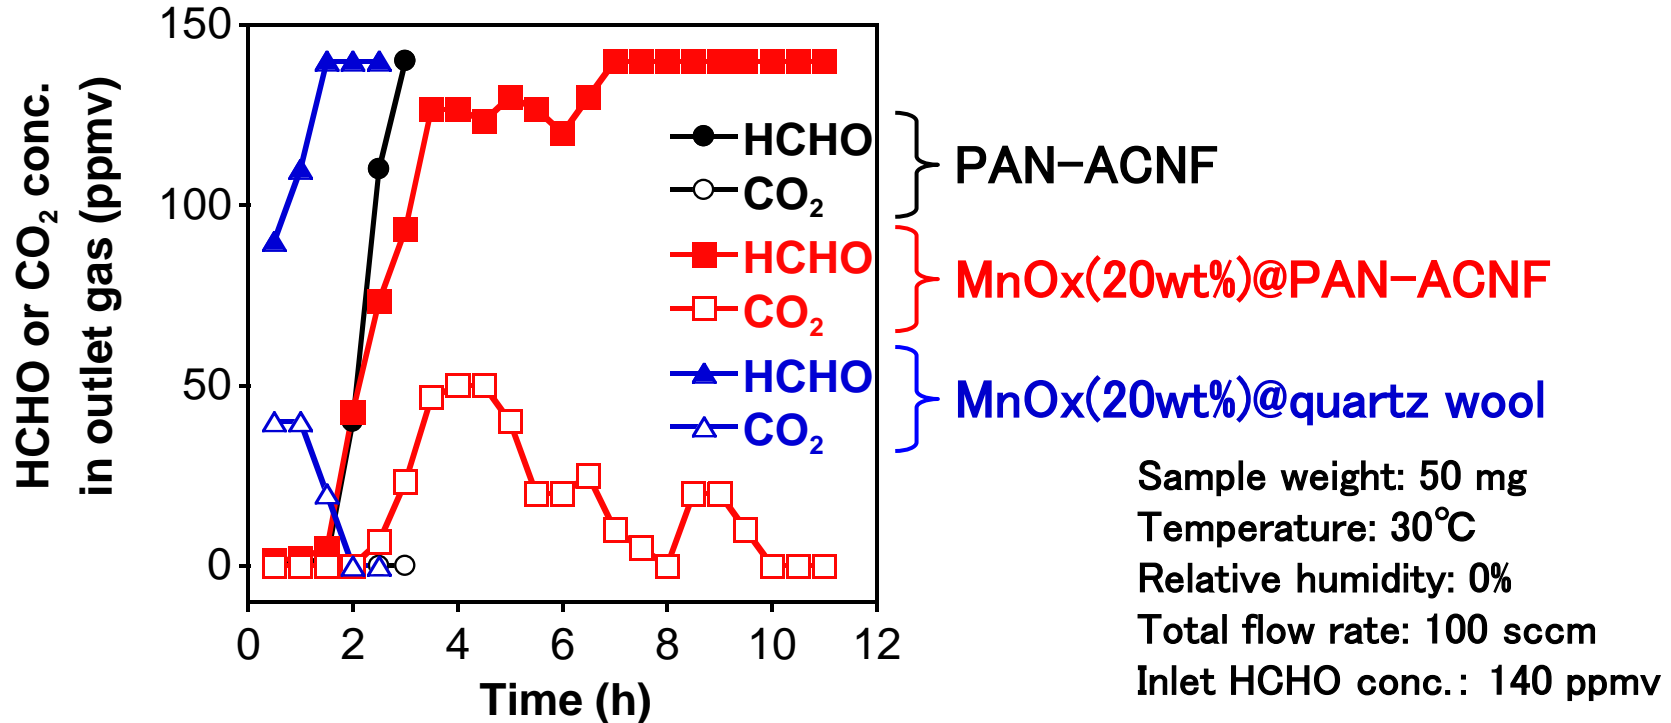 HCHO or CO₂ conc.
in outlet gas (ppmv)
150
100
50
0
0 2 4 6 8 10 12
Time (h)
HCHO
CO₂
PAN-ACNF
HCHO
CO₂
MnOx(20wt%)@PAN-ACNF
HCHO
CO₂
MnOx(20wt%)@quartz wool
Sample weight: 50 mg
Temperature: 30℃
Relative humidity: 0%
Total flow rate: 100 sccm
Inlet HCHO conc.: 140 ppmv